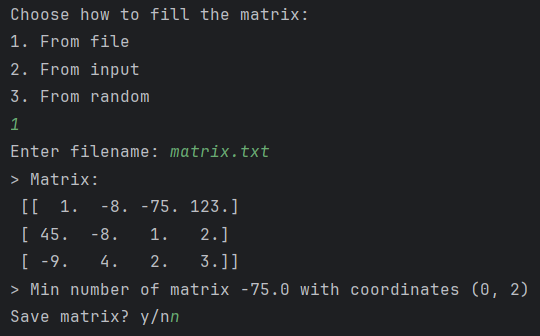 Choose how to fill the matrix:
1. From file
2. From input
3. From random
1
Enter filename: matrix.txt
> Matrix:
 [[  1.  -8. -75. 123.]
 [ 45.  -8.   1.   2.]
 [ -9.   4.   2.   3.]]
> Min number of matrix -75.0 with coordinates (0, 2)
Save matrix? y/nn